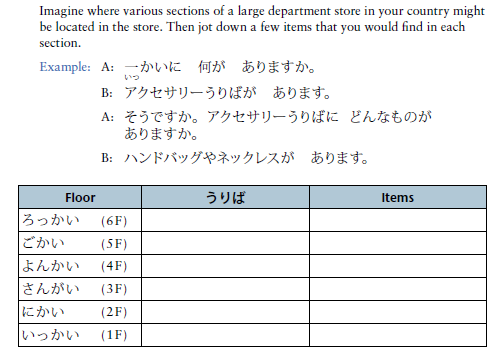 Imagine where various sections of a large department store in your country might
be located in the store. Then jot down a few items that you would find in each
section.
Example: A: 一かいに 何が ありますか。
いっ
B: アクセサリーうりばが あります。
A: そうですか。アクセサリーうりばに どんなものが
ありますか。
B: ハンドバッグやネックレスが あります。
Floor うりば Items
ろっかい (6F)
ごかい (5F)
よんかい (4F)
さんがい (3F)
にかい (2F)
いっかい (1F)